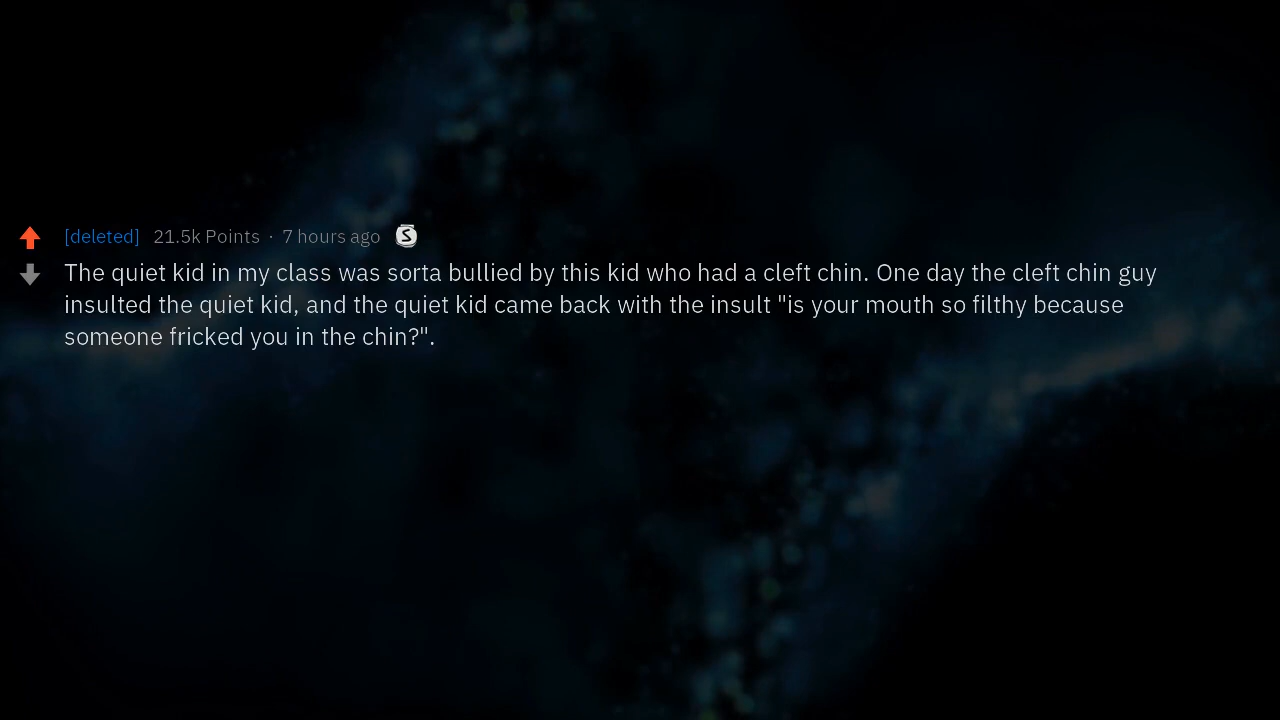 [deleted] 21.5k Points · 7 hours ago S
The quiet kid in my class was sorta bullied by this kid who had a cleft chin. One day the cleft chin guy
insulted the quiet kid, and the quiet kid came back with the insult "is your mouth so filthy because
someone fricked you in the chin?".